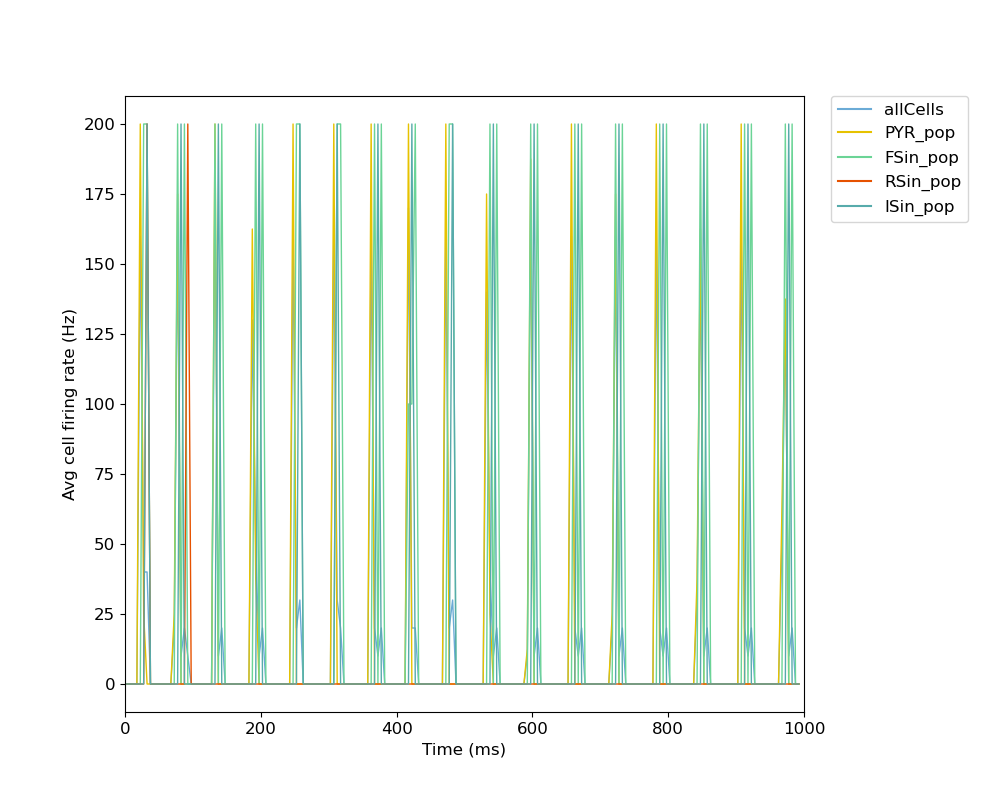 200
175
150
125
100
75
50
25
0
Avg cell firing rate (Hz)
0 200 400 600 800 1000
Time (ms)
allCells
PYR_pop
FSin_pop
RSin_pop
ISin_pop